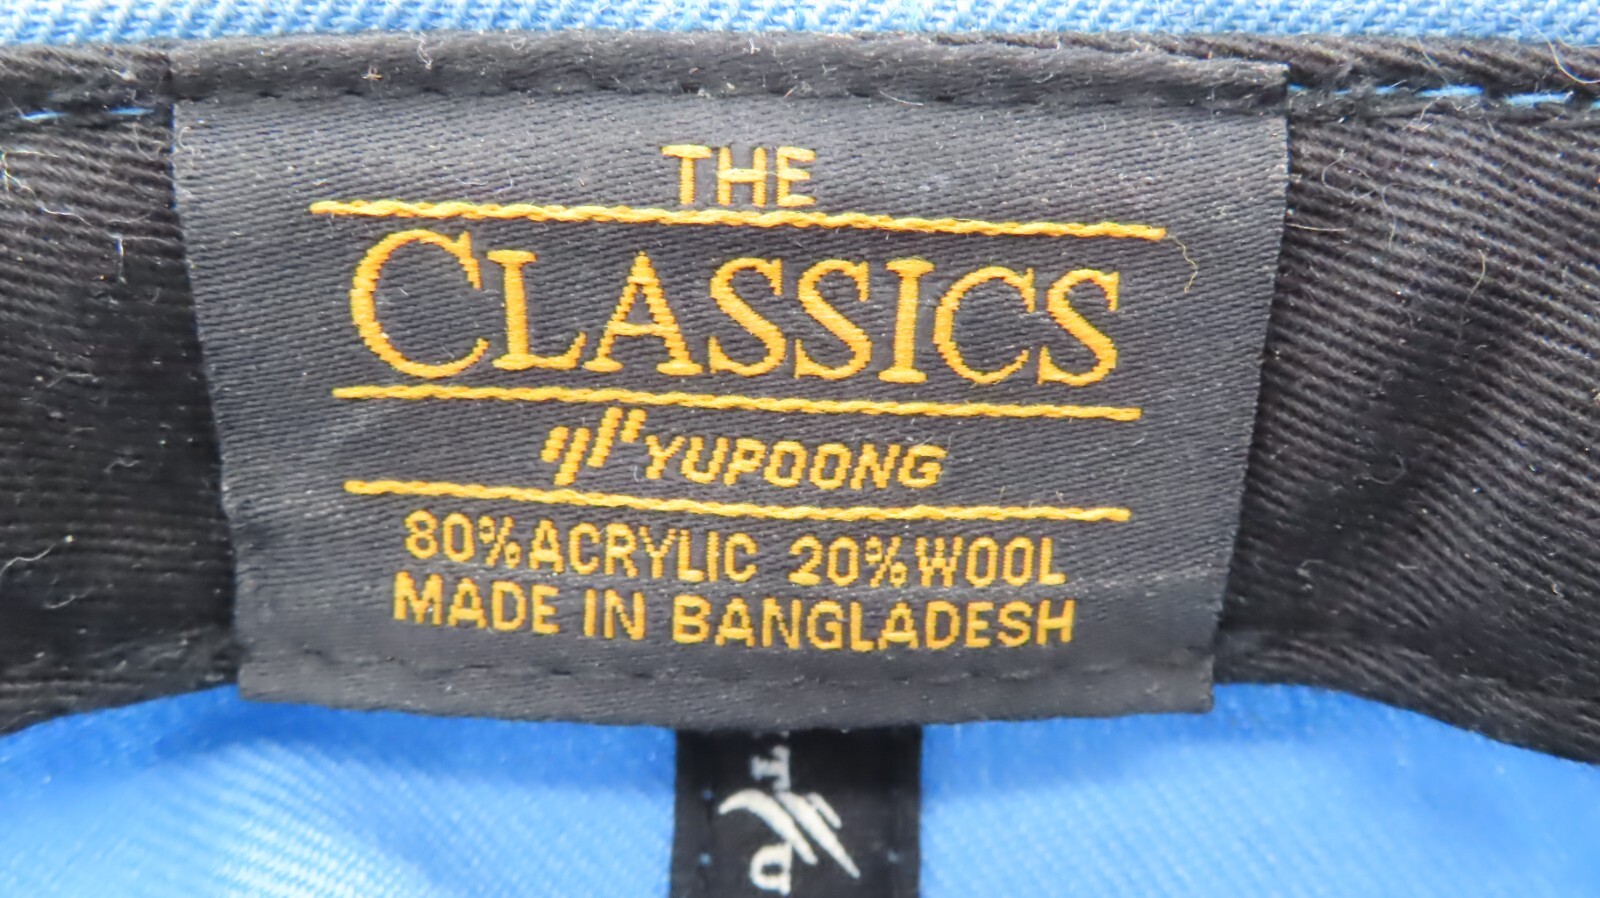 THE
CLASSICS
YUPOONG
80% ACRYLIC 20% WOOL
MADE IN BANGLADESH